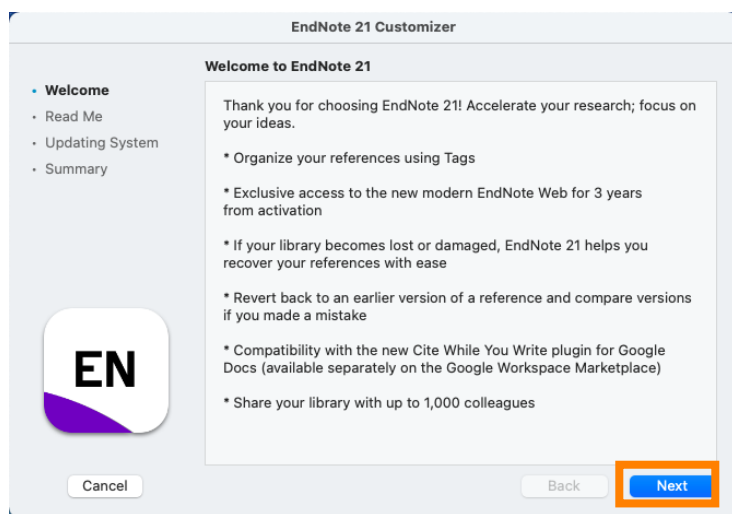 EndNote 21 Customizer
Welcome to EndNote 21
• Welcome
• Read Me
• Updating System
• Summary
Thank you for choosing EndNote 21! Accelerate your research; focus on
your ideas.
* Organize your references using Tags
* Exclusive access to the new modern EndNote Web for 3 years
from activation
* If your library becomes lost or damaged, EndNote 21 helps you
recover your references with ease
* Revert back to an earlier version of a reference and compare versions
if you made a mistake
* Compatibility with the new Cite While You Write plugin for Google
Docs (available separately on the Google Workspace Marketplace)
* Share your library with up to 1,000 colleagues
EN
Cancel
Back
Next